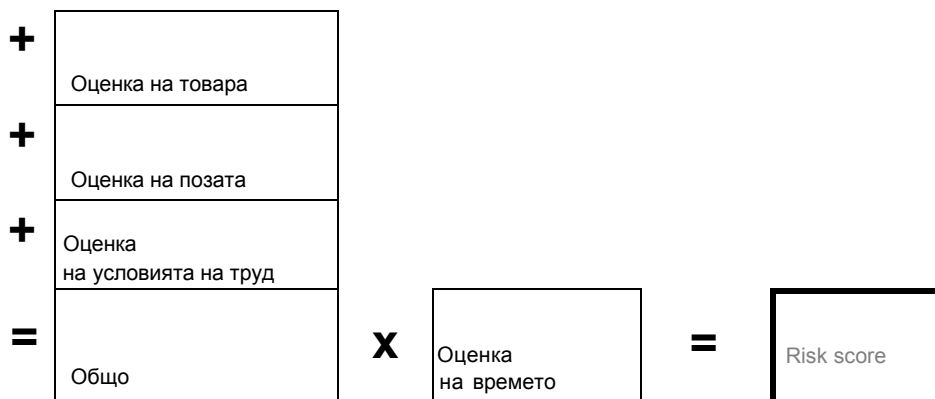 +
Оценка на товара
+
Оценка на позата
+
Оценка
на условията на труд
=
Общо
x
Оценка
на времето
=
Risk score